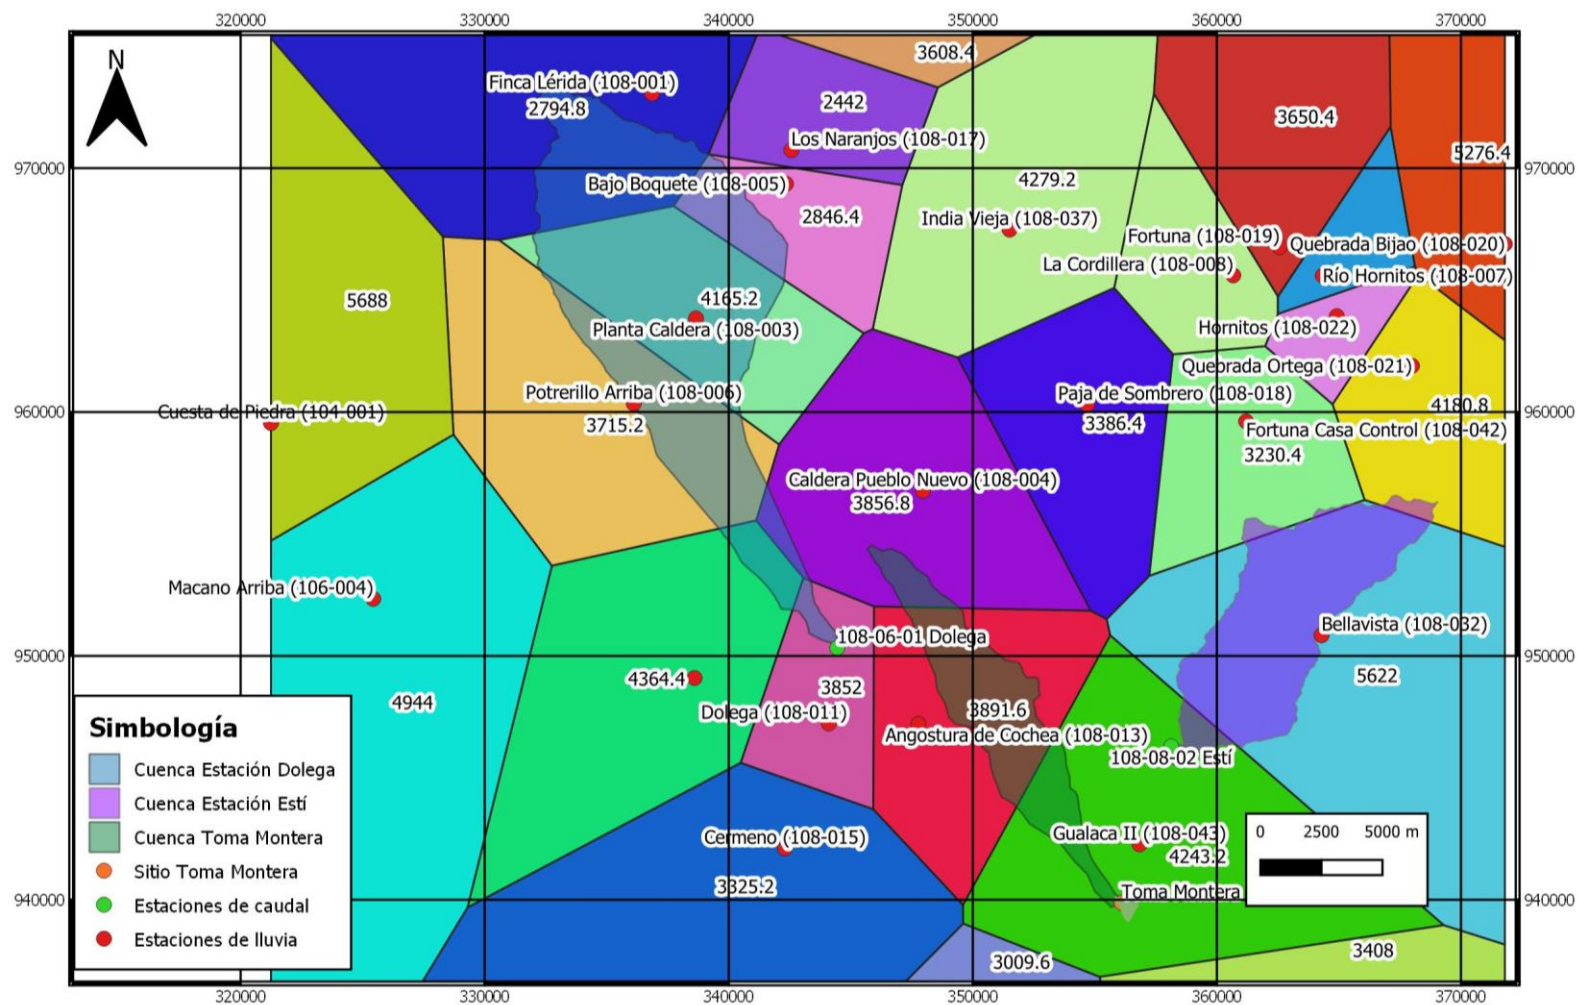 320000 330000 340000 350000 360000 370000
N
3608.4
Finca Lérida (108-001)
2794.8
2442
3650.4
Los Naranjos (108-017)
5276.4
970000 970000
4279.2
Bajo Boquete (108-005)
2846.4
India Vieja (108-037)
Fortuna (108-019)
Quebrada Bijao (108-020)
La Cordillera (108-008)
Río Hornitos (108-007)
5688
4165.2
Planta Caldera (108-003)
Hornitos (108-022)
Quebrada Ortega (108-021)
Potrerillo Arriba (108-006)
Paja de Sombrero (108-018)
4180.8
960000 960000
Cuesta de Piedra (104-001)
3715.2
3386.4
Fortuna Casa Control (108-042)
3230.4
Caldera Pueblo Nuevo (108-004)
3856.8
Macano Arriba (106-004)
Bellavista (108-032)
108-06-01 Dolega
950000 950000
4364.4
3852
5622
4944
3891.6
Dolega (108-011)
Angostura de Cochea (108-013)
108-08-02 Estí
Cermeno (108-015)
Gualaca II (108-043)
4243.2
3325.2
Toma Montera
940000 940000
3009.6
3408
0 2500 5000 m
Simbología
Cuenca Estación Dolega
Cuenca Estación Estí
Cuenca Toma Montera
Sitio Toma Montera
Estaciones de caudal
Estaciones de lluvia
320000 330000 340000 350000 360000 370000